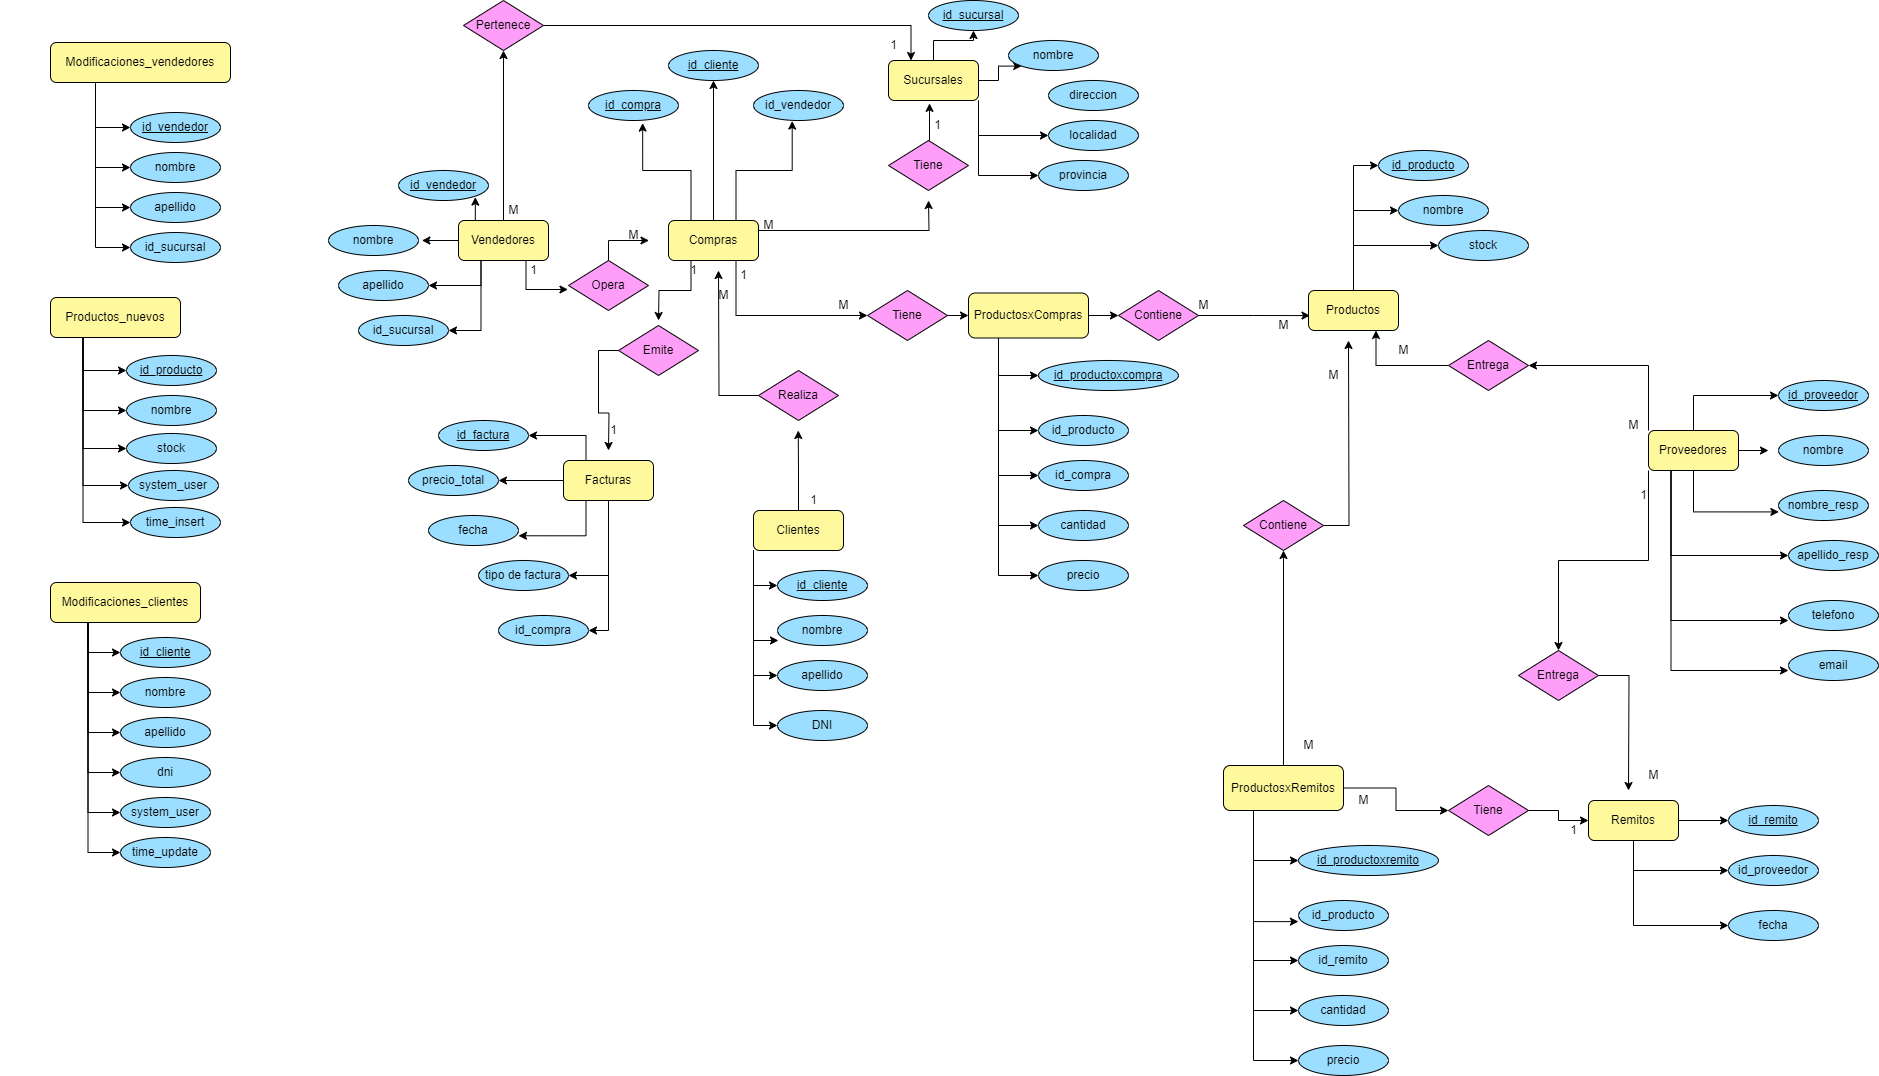 Modificaciones_vendedores
id_vendedor
nombre
apellido
id_sucursal
Productos_nuevos
id_producto
nombre
stock
system_user
time_insert
Modificaciones_clientes
id_cliente
nombre
apellido
dni
system_user
time_update
Pertenece
1
M
id_vendedor
Vendedores
nombre
apellido
id_sucursal
1
Opera
M
id_cliente
id_compra
id_vendedor
Compras
M
1
1
M
Emite
1
id_factura
Facturas
precio_total
fecha
tipo de factura
id_compra
Realiza
1
Clientes
id_cliente
nombre
apellido
DNI
id_sucursal
nombre
Sucursales
direccion
localidad
provincia
1
Tiene
M
Tiene
ProductosxCompras
Contiene
M
M
id_productoxcompra
id_producto
id_compra
cantidad
precio
id_producto
nombre
stock
Productos
M
Entrega
M
M
Contiene
M
id_proveedor
Proveedores
nombre
nombre_resp
apellido_resp
telefono
email
1
Entrega
M
ProductosxRemitos
M
Tiene
1
Remitos
id_remito
id_proveedor
fecha
id_productoxremito
id_producto
id_remito
cantidad
precio